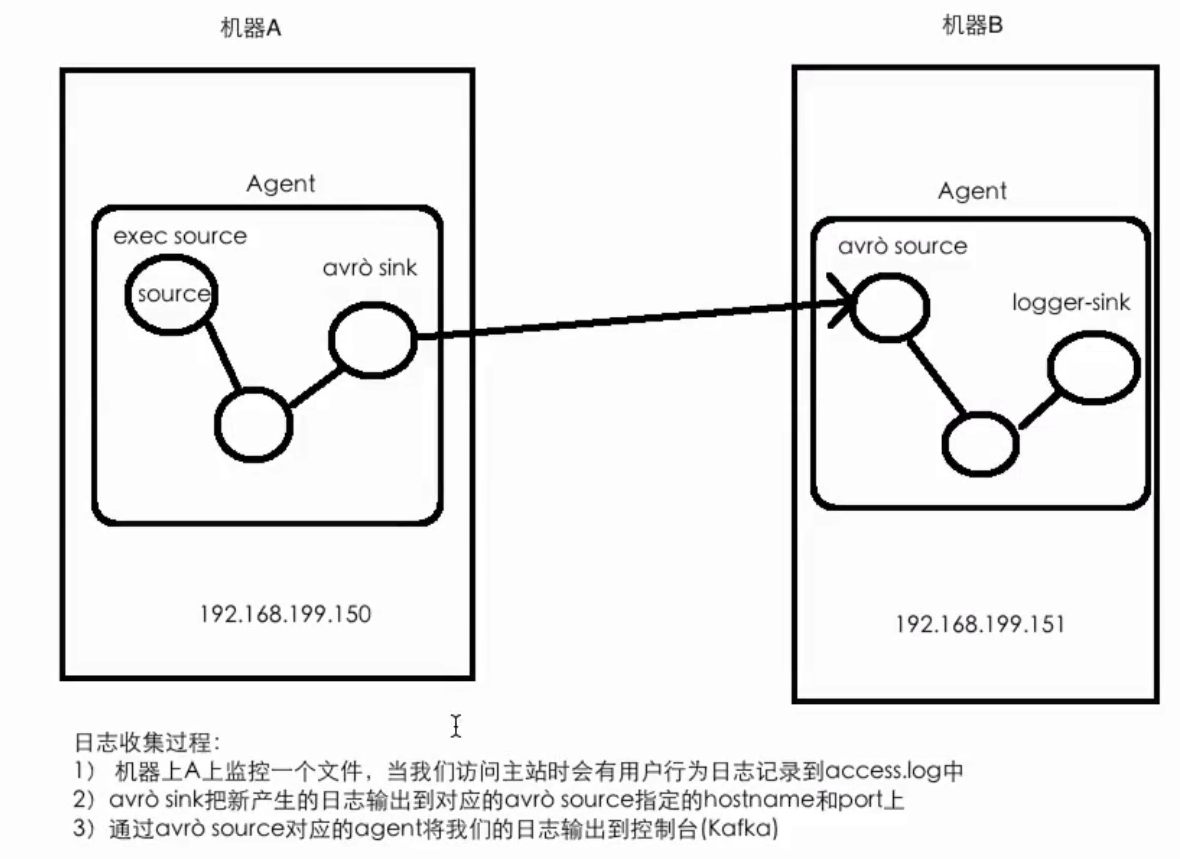 机器A
机器B
Agent
exec source
source
avrò sink
192.168.199.150
Agent
avrò source
logger-sink
192.168.199.151
日志收集过程：
1） 机器上A上监控一个文件，当我们访问主站时会有用户行为日志记录到access.log中
2）avrò sink把新产生的日志输出到对应的avrò source指定的hostname和port上
3）通过avrò source对应的agent将我们的日志输出到控制台(Kafka)